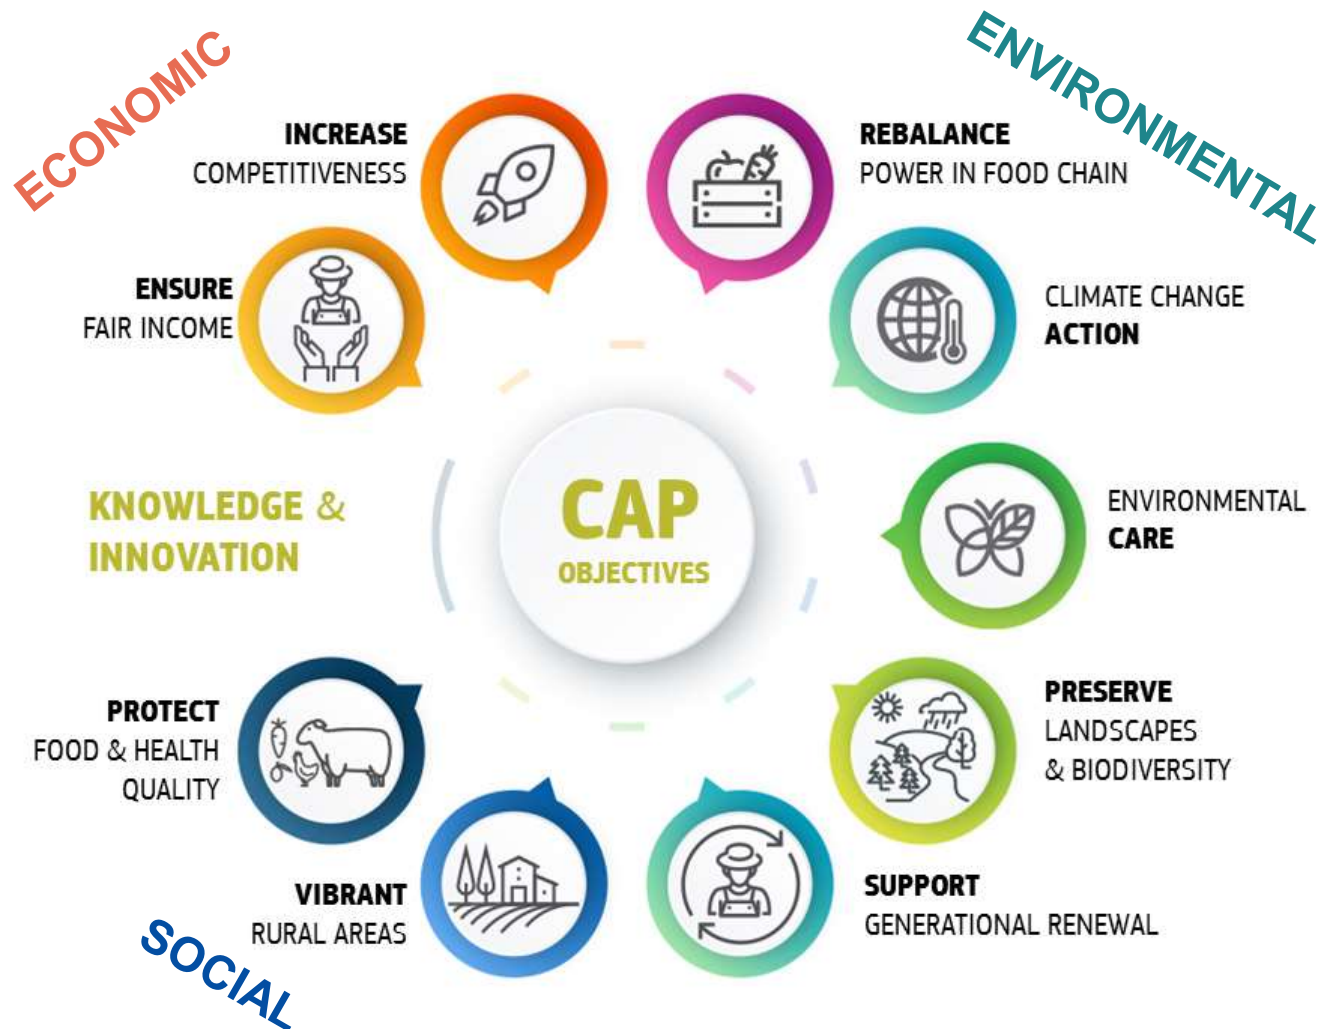 ECONOMIC
ENVIRONMENTAL
INCREASE
COMPETITIVENESS
REBALANCE
POWER IN FOOD CHAIN
ENSURE
FAIR INCOME
CLIMATE CHANGE
ACTION
KNOWLEDGE &
INNOVATION
CAP
OBJECTIVES
ENVIRONMENTAL
CARE
PROTECT
FOOD & HEALTH
QUALITY
PRESERVE
LANDSCAPES
& BIODIVERSITY
VIBRANT
RURAL AREAS
SUPPORT
GENERATIONAL RENEWAL
SOCIAL